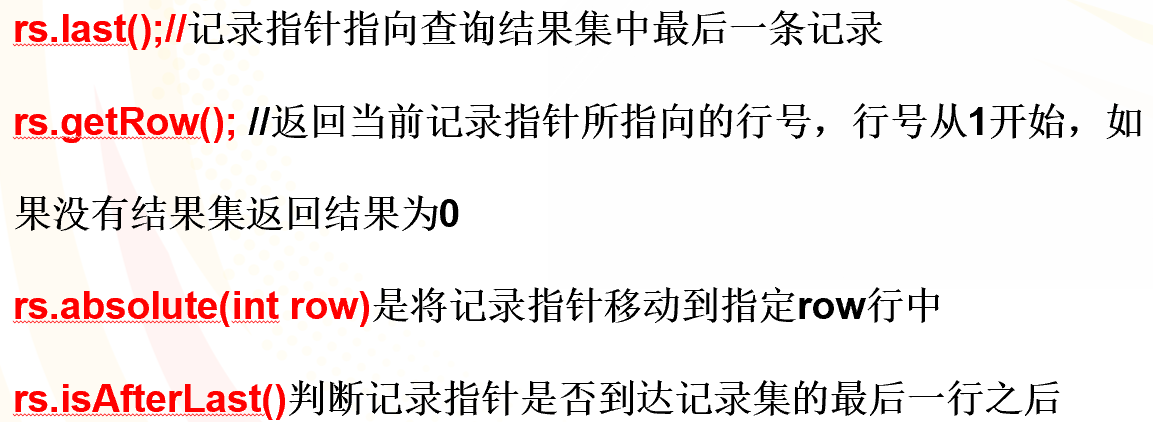 rs.last();//记录指针指向查询结果集中最后一条记录
rs.getRow(); //返回当前记录指针所指向的行号，行号从1开始，如
果没有结果集返回结果为0
rs.absolute(int row)是将记录指针移动到指定row行中
rs.isAfterLast()判断记录指针是否到达记录集的最后一行之后